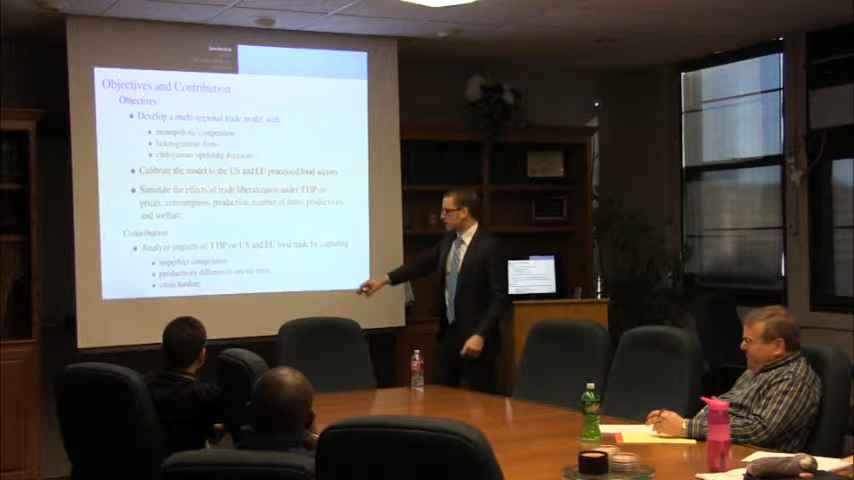 Objectives and Contribution
Objectives
Develop a multi-regional trade model with
monopolistic competition
heterogenous firms
endogenous operating decisions
Calibrate the model to the US and EU processed food sectors
Simulate the effects of trade liberalization under TTIP on
prices, consumption, production, number of firms, productivity
and welfare
Contribution
Analyze impacts of TTIP on US and EU food trade by capturing
imperfect competition
productivity differences among firms
cross-hauling